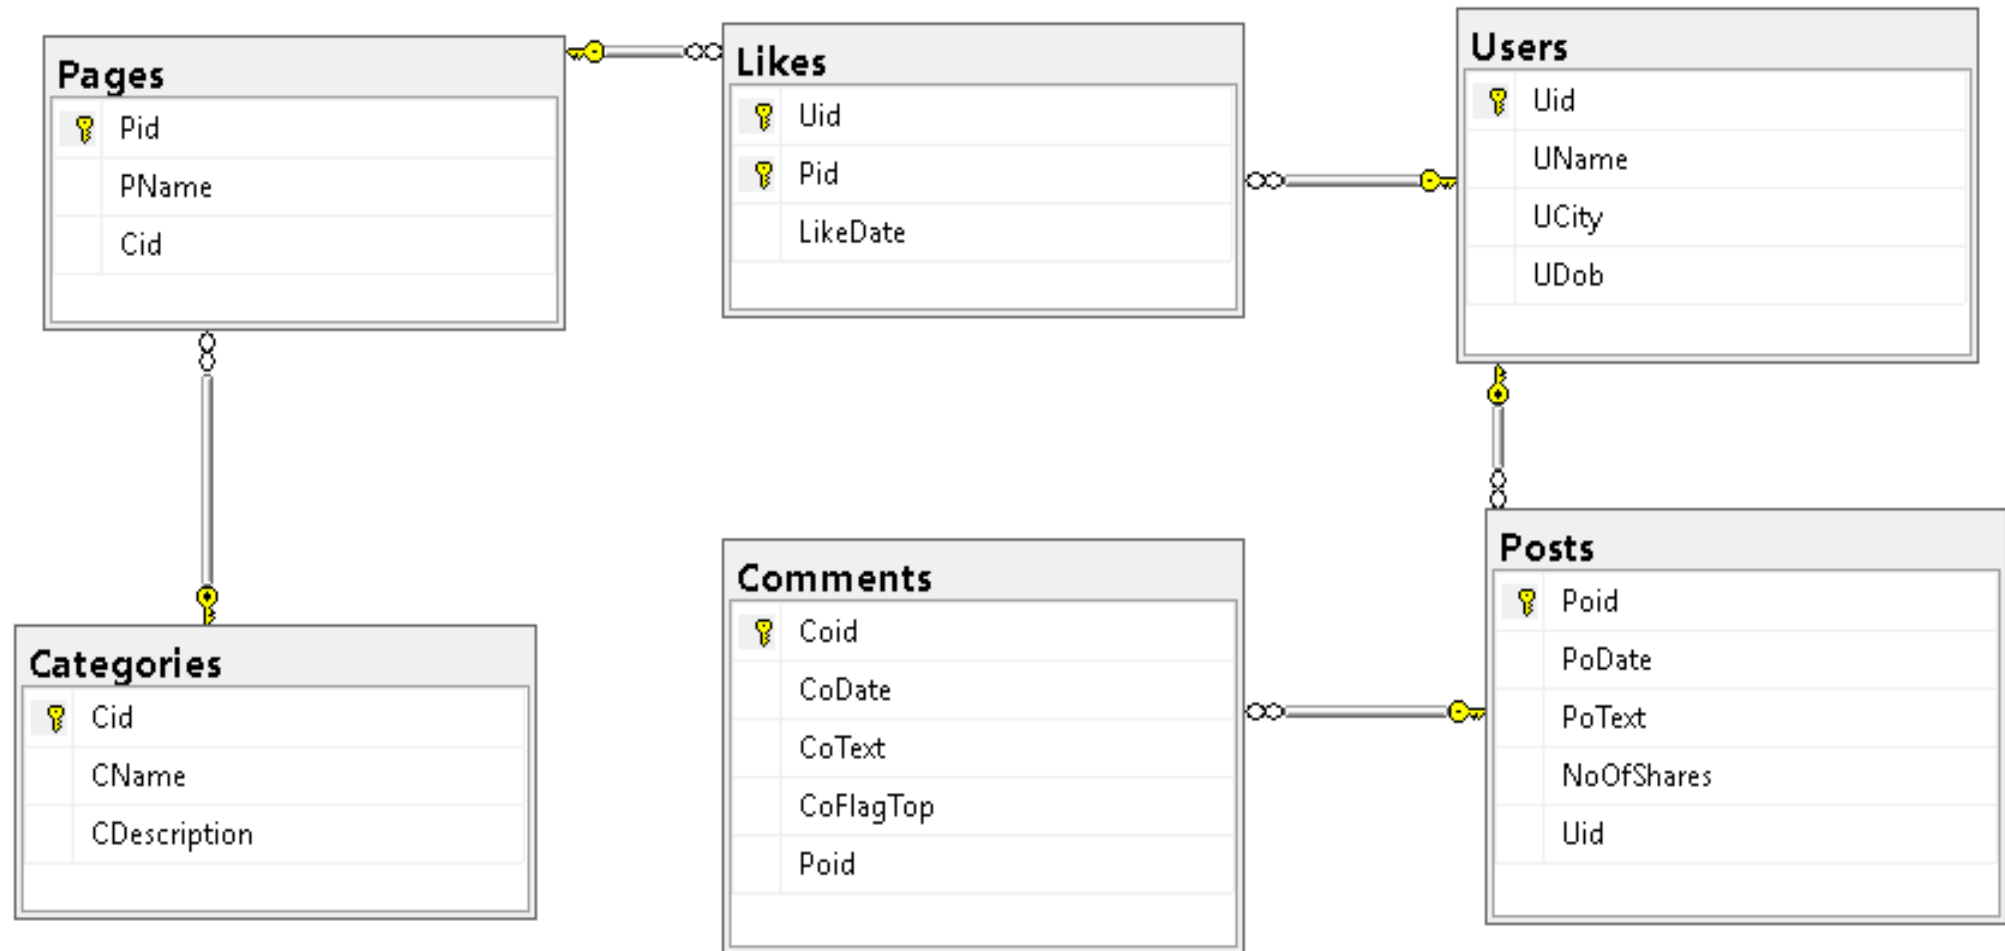 Pages
Pid
PName
Cid
Likes
Uid
Pid
LikeDate
Users
Uid
UName
UCity
UDob
Categories
Cid
CName
CDescription
Comments
Coid
CoDate
CoText
CoFlagTop
Poid
Posts
Poid
PoDate
PoText
NoOfShares
Uid